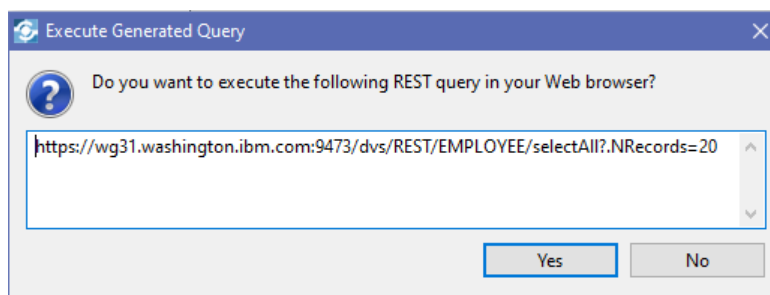 Execute Generated Query
Do you want to execute the following REST query in your Web browser?
https://wg31.washington.ibm.com:9473/dvs/REST/EMPLOYEE/selectAll?.NRecords=20
Yes
No